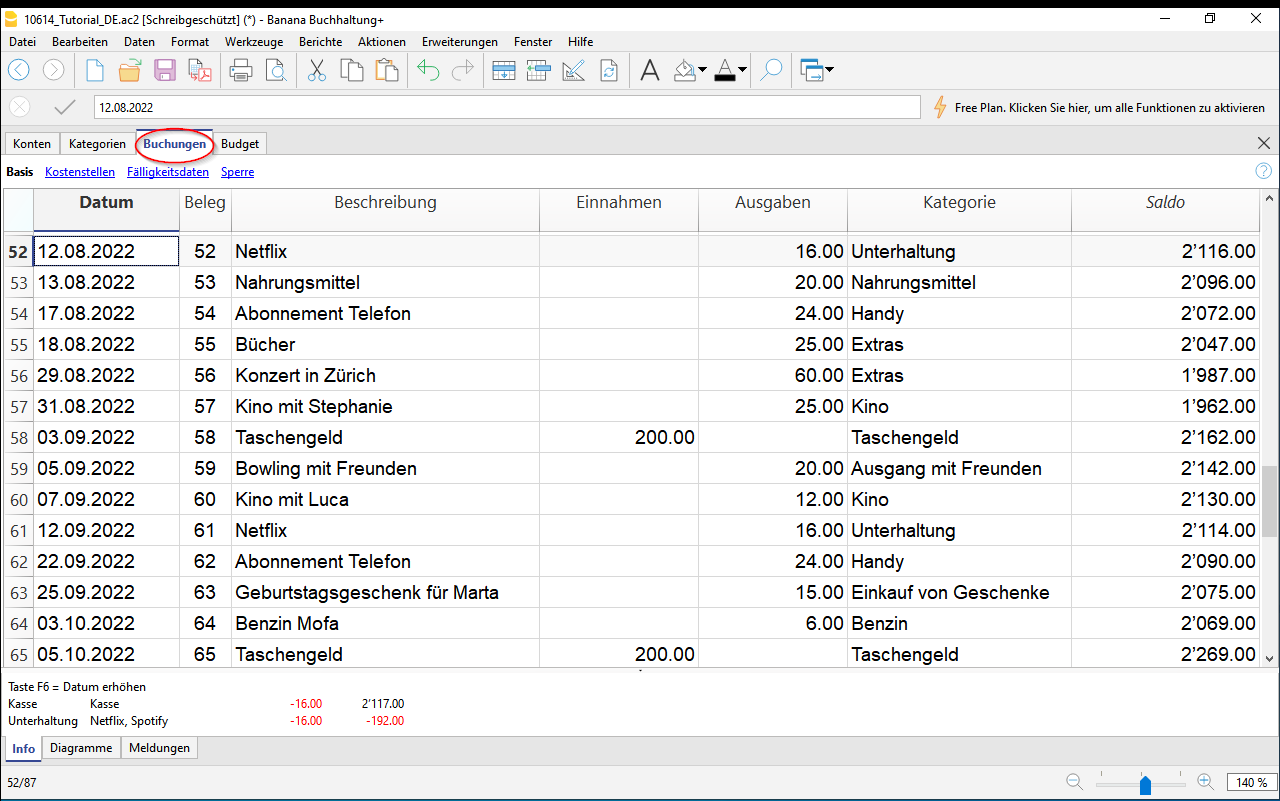 10614_Tutorial_DE.ac2 [Schreibgeschützt] (*) - Banana Buchhaltung+
Datei Bearbeiten Daten Format Werkzeuge Berichte Aktionen Erweiterungen Fenster Hilfe
12.08.2022 Free Plan. Klicken Sie hier, um alle Funktionen zu aktivieren
Konten Kategorien Buchungen Budget
Basis Kostenstellen Fälligkeitsdaten Sperre
Datum Beleg Beschreibung Einnahmen Ausgaben Kategorie Saldo
52 12.08.2022 52 Netflix 16.00 Unterhaltung 2’116.00
53 13.08.2022 53 Nahrungsmittel 20.00 Nahrungsmittel 2’096.00
54 17.08.2022 54 Abonnement Telefon 24.00 Handy 2’072.00
55 18.08.2022 55 Bücher 25.00 Extras 2’047.00
56 29.08.2022 56 Konzert in Zürich 60.00 Extras 1’987.00
57 31.08.2022 57 Kino mit Stephanie 25.00 Kino 1’962.00
58 03.09.2022 58 Taschengeld 200.00 Taschengeld 2’162.00
59 05.09.2022 59 Bowling mit Freunden 20.00 Ausgang mit Freunden 2’142.00
60 07.09.2022 60 Kino mit Luca 12.00 Kino 2’130.00
61 12.09.2022 61 Netflix 16.00 Unterhaltung 2’114.00
62 22.09.2022 62 Abonnement Telefon 24.00 Handy 2’090.00
63 25.09.2022 63 Geburtstagsgeschenk für Marta 15.00 Einkauf von Geschenke 2’075.00
64 03.10.2022 64 Benzin Mofa 6.00 Benzin 2’069.00
65 05.10.2022 65 Taschengeld 200.00 Taschengeld 2’269.00
Taste F6 = Datum erhöhen
Kasse Kasse -16.00 2’117.00
Unterhaltung Netflix, Spotify -16.00 -192.00
Info Diagramme Meldungen
52/87 140 %